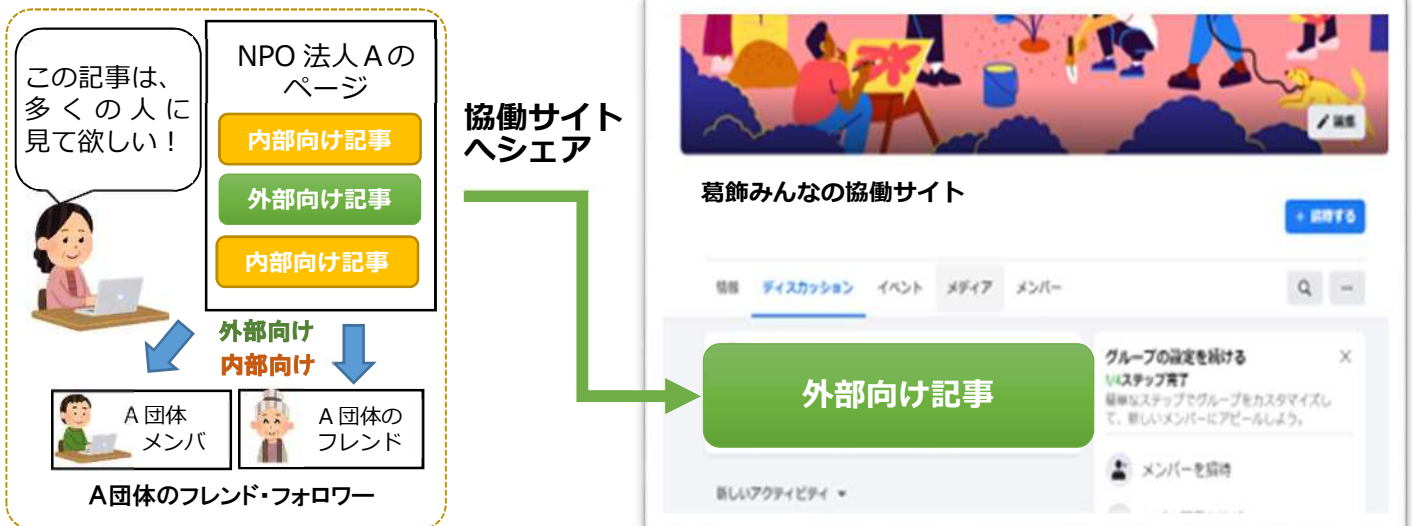 この記事は、
多くの人に
見て欲しい！
NPO 法人Aの
ページ
内部向け記事
外部向け記事
内部向け記事
外部向け
内部向け
A 団体
メンバ
A 団体の
フレンド
A団体のフレンド・フォロワー
協働サイト
へシェア
編集
葛飾みんなの協働サイト
+ 招待する
情報 ディスカッション イベント メディア メンバー
外部向け記事
グループの設定を続ける
1/4ステップ完了
簡単なステップでグループをカスタマイズし
て、新しいメンバーにアピールしよう。
メンバーを招待
新しいアクティビティ